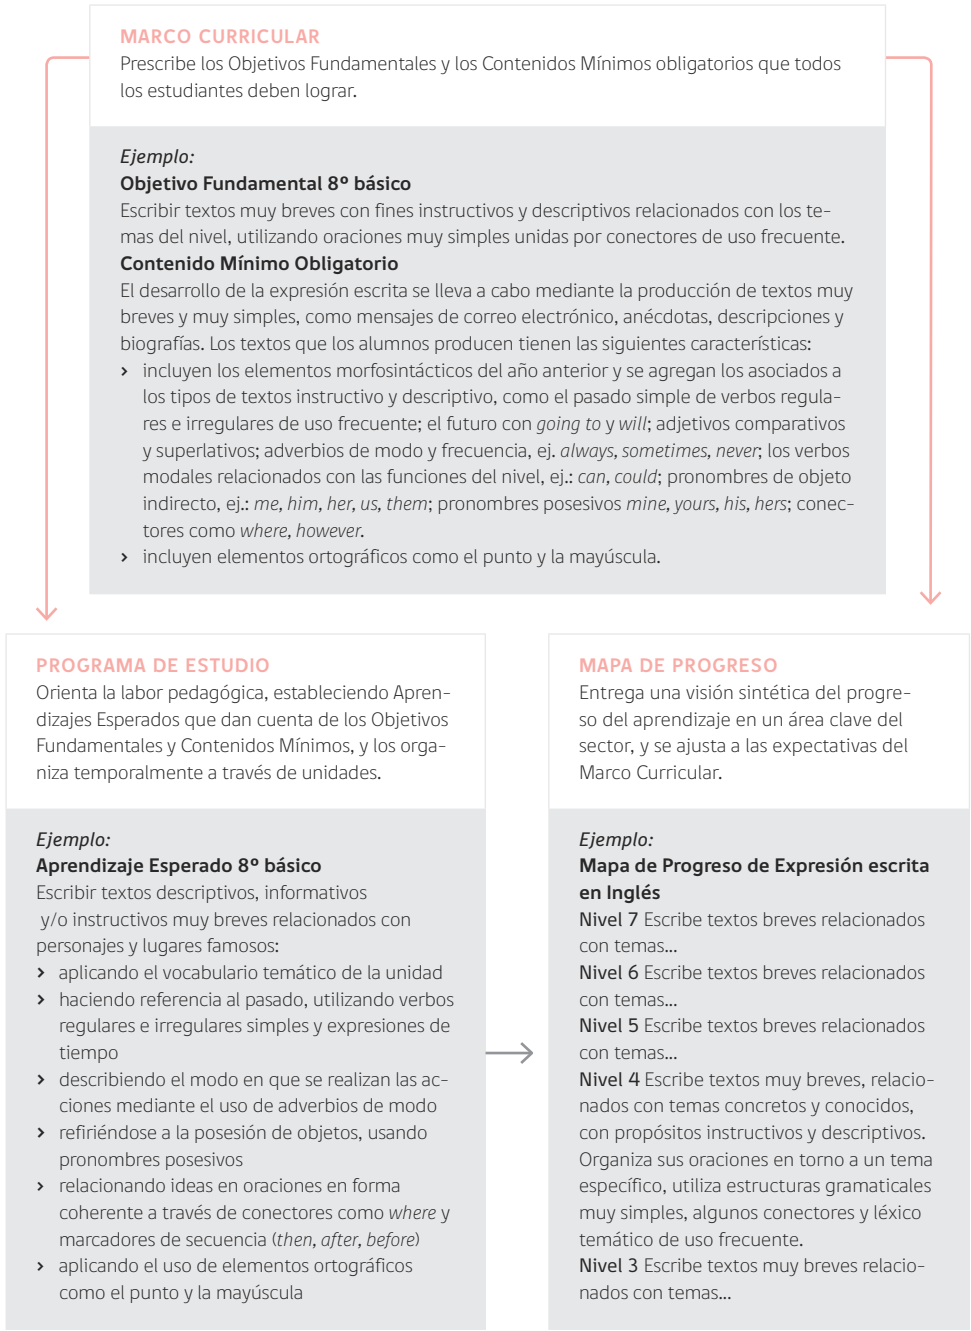 MARCO CURRICULAR
Prescribe los Objetivos Fundamentales y los Contenidos Mínimos obligatorios que todos
los estudiantes deben lograr.
Ejemplo:
Objetivo Fundamental 8º básico
Escribir textos muy breves con fines instructivos y descriptivos relacionados con los te-
mas del nivel, utilizando oraciones muy simples unidas por conectores de uso frecuente.
Contenido Mínimo Obligatorio
El desarrollo de la expresión escrita se lleva a cabo mediante la producción de textos muy
breves y muy simples, como mensajes de correo electrónico, anécdotas, descripciones y
biografías. Los textos que los alumnos producen tienen las siguientes características:
› incluyen los elementos morfosintácticos del año anterior y se agregan los asociados a
los tipos de textos instructivo y descriptivo, como el pasado simple de verbos regula-
res e irregulares de uso frecuente; el futuro con going to y will; adjetivos comparativos
y superlativos; adverbios de modo y frecuencia, ej. always, sometimes, never; los verbos
modales relacionados con las funciones del nivel, ej.: can, could; pronombres de objeto
indirecto, ej.: me, him, her, us, them; pronombres posesivos mine, yours, his, hers; conec-
tores como where, however.
› incluyen elementos ortográficos como el punto y la mayúscula.
PROGRAMA DE ESTUDIO
Orienta la labor pedagógica, estableciendo Apren-
dizajes Esperados que dan cuenta de los Objetivos
Fundamentales y Contenidos Mínimos, y los orga-
niza temporalmente a través de unidades.
Ejemplo:
Aprendizaje Esperado 8º básico
Escribir textos descriptivos, informativos
y/o instructivos muy breves relacionados con
personajes y lugares famosos:
› aplicando el vocabulario temático de la unidad
› haciendo referencia al pasado, utilizando verbos
regulares e irregulares simples y expresiones de
tiempo
› describiendo el modo en que se realizan las ac-
ciones mediante el uso de adverbios de modo
› refiriéndose a la posesión de objetos, usando
pronombres posesivos
› relacionando ideas en oraciones en forma
coherente a través de conectores como where y
marcadores de secuencia (then, after, before)
› aplicando el uso de elementos ortográficos
como el punto y la mayúscula
MAPA DE PROGRESO
Entrega una visión sintética del progre-
so del aprendizaje en un área clave del
sector, y se ajusta a las expectativas del
Marco Curricular.
Ejemplo:
Mapa de Progreso de Expresión escrita
en Inglés
Nivel 7 Escribe textos breves relacionados
con temas...
Nivel 6 Escribe textos breves relacionados
con temas...
Nivel 5 Escribe textos breves relacionados
con temas...
Nivel 4 Escribe textos muy breves, relacio-
nados con temas concretos y conocidos,
con propósitos instructivos y descriptivos.
Organiza sus oraciones en torno a un tema
específico, utiliza estructuras gramaticales
muy simples, algunos conectores y léxico
temático de uso frecuente.
Nivel 3 Escribe textos muy breves relacio-
nados con temas...